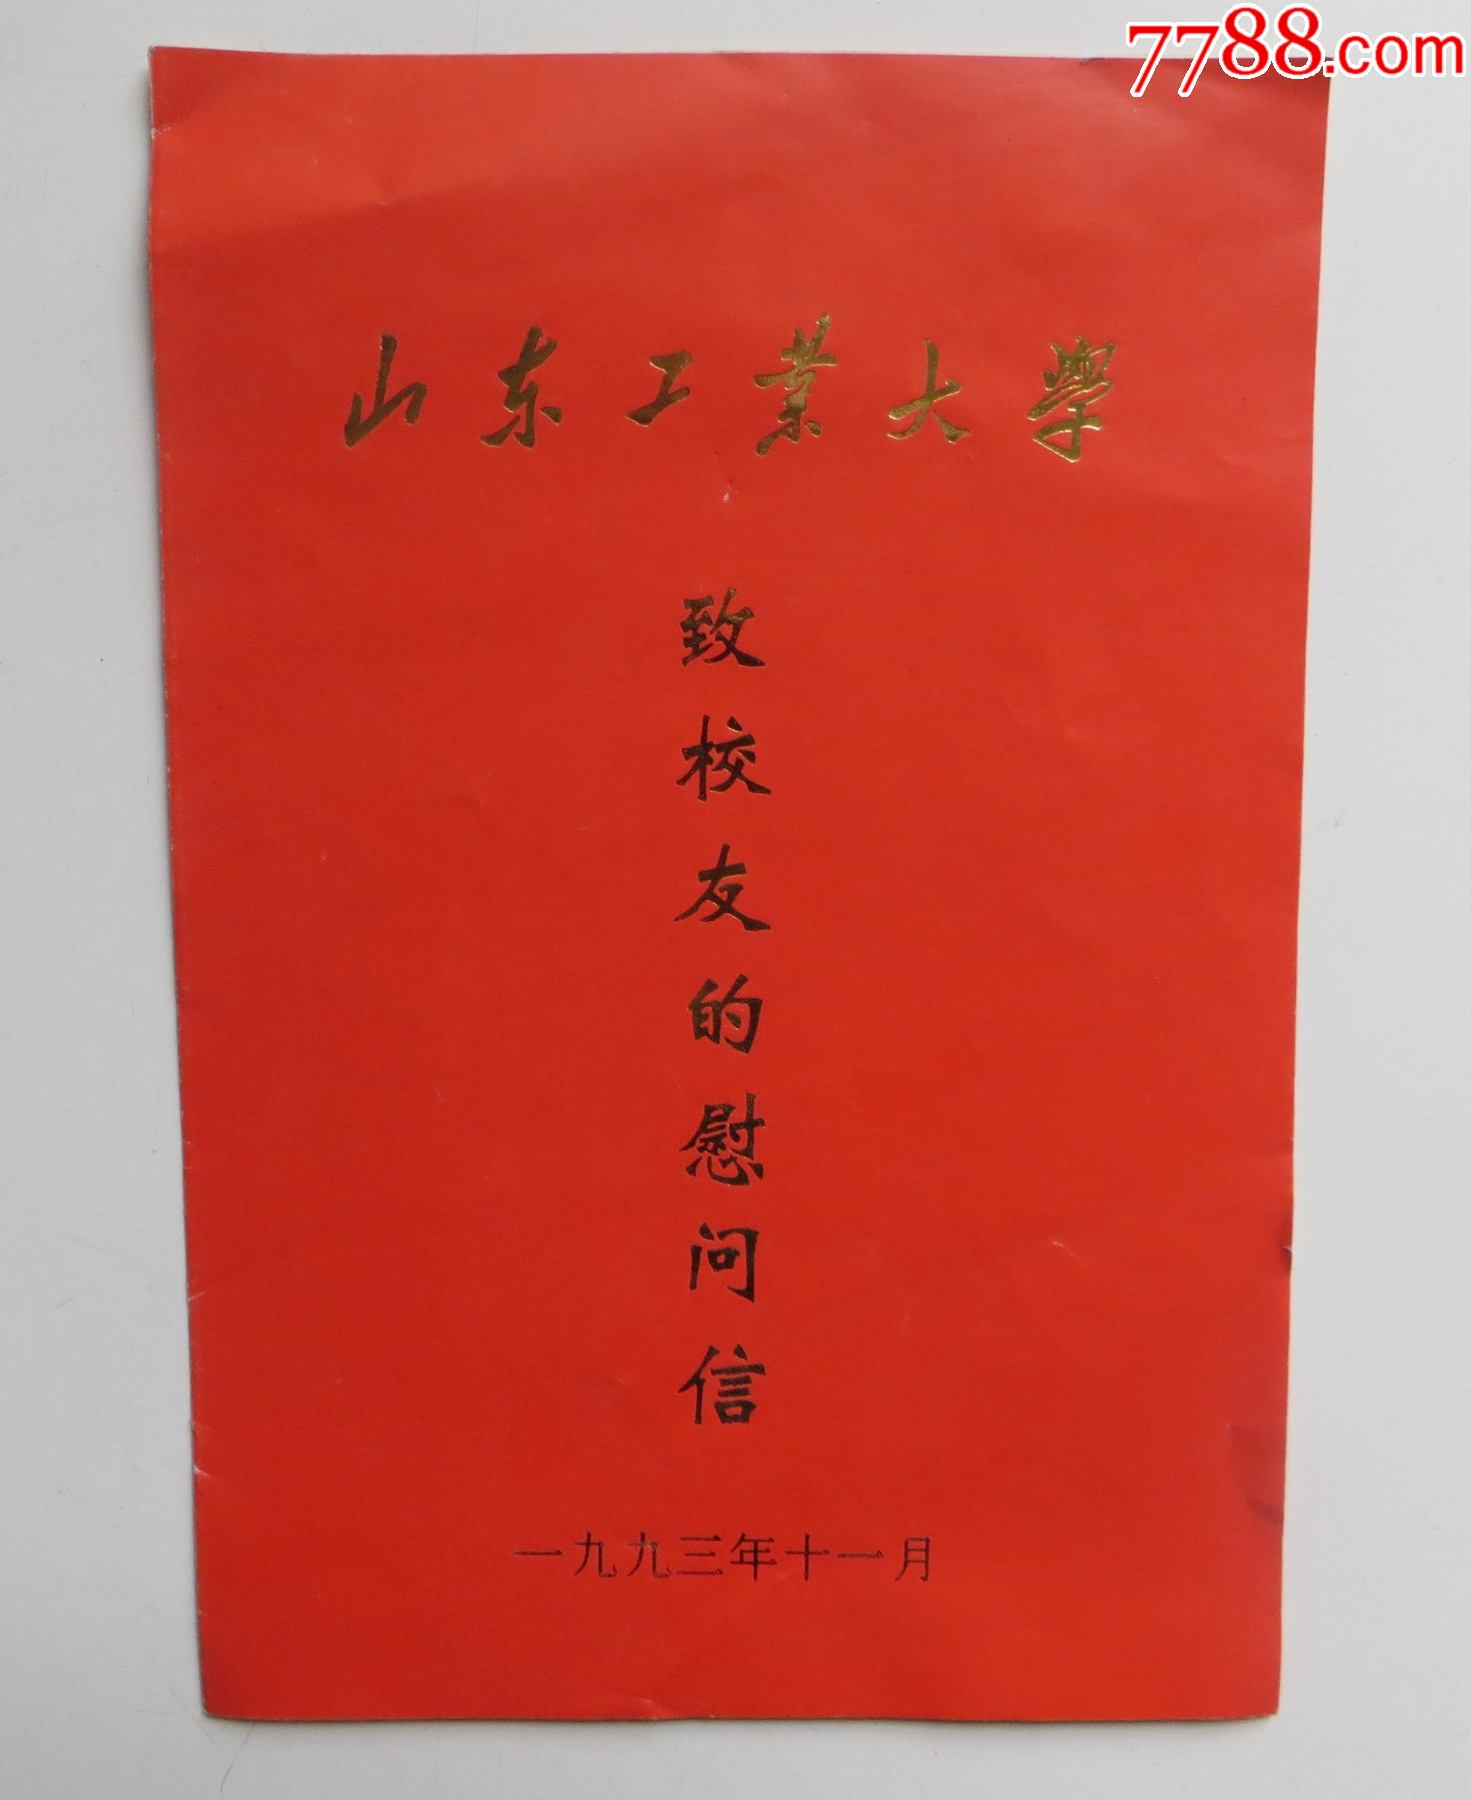 7788.com
山东工業大學
致校友的慰问信
一九九三年十一月